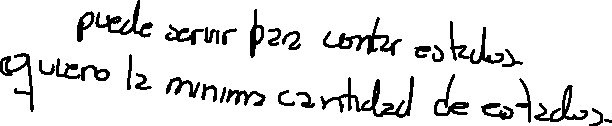 puede servir para contar estados.
quiero la minima cantidad de estados.